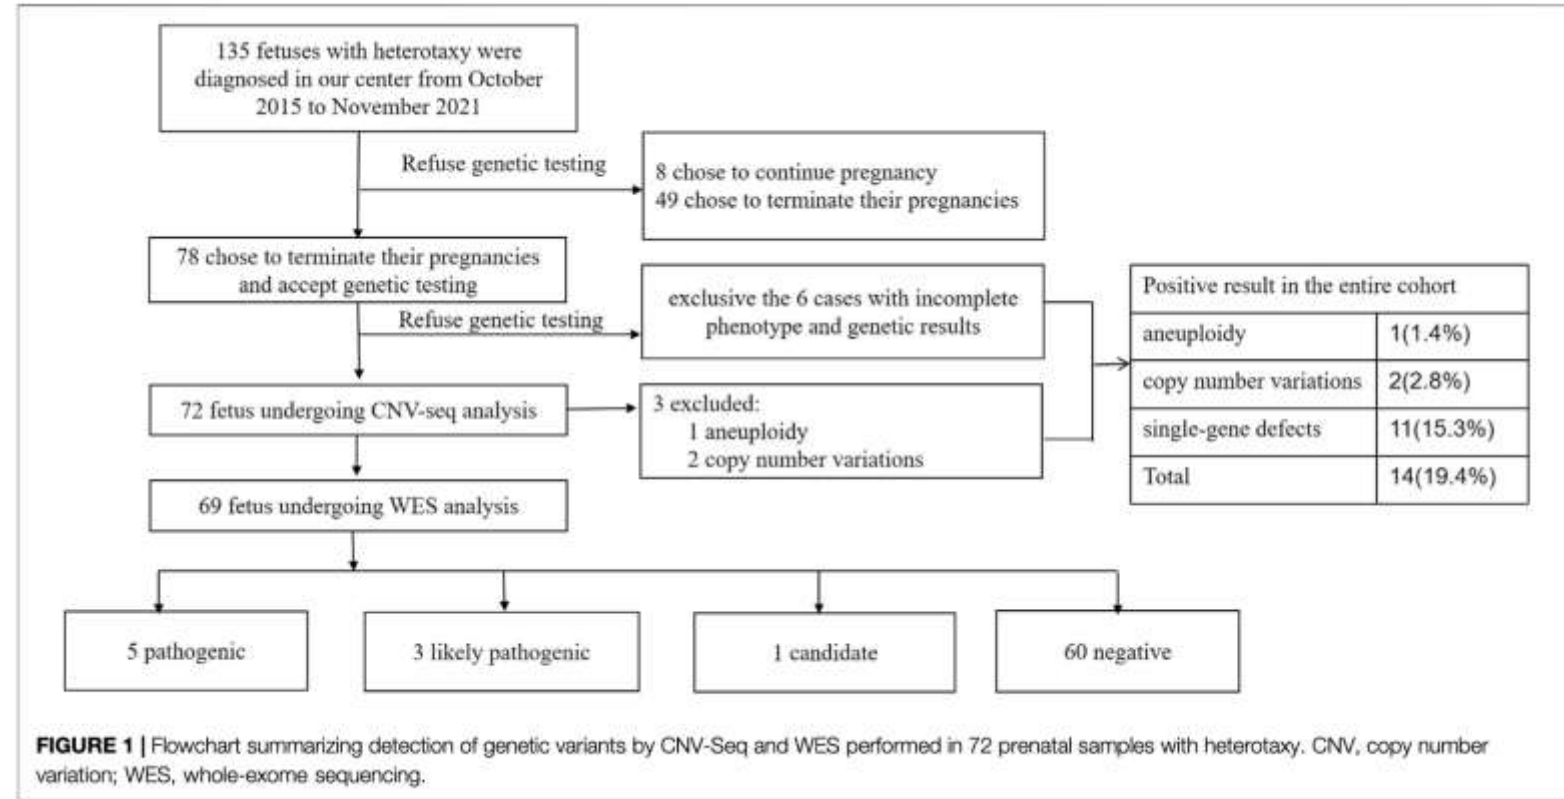 135 fetuses with heterotaxy were
diagnosed in our center from October
2015 to November 2021
Refuse genetic testing
8 chose to continue pregnancy
49 chose to terminate their pregnancies
78 chose to terminate their pregnancies
and accept genetic testing
Refuse genetic testing
exclusive the 6 cases with incomplete
phenotype and genetic results
72 fetus undergoing CNV-seq analysis
3 excluded:
1 aneuploidy
2 copy number variations
Positive result in the entire cohort
aneuploidy 1(1.4%)
copy number variations 2(2.8%)
single-gene defects 11(15.3%)
Total 14(19.4%)
69 fetus undergoing WES analysis
5 pathogenic
3 likely pathogenic
1 candidate
60 negative
FIGURE 1 | Flowchart summarizing detection of genetic variants by CNV-Seq and WES performed in 72 prenatal samples with heterotaxy. CNV, copy number
variation; WES, whole-exome sequencing.